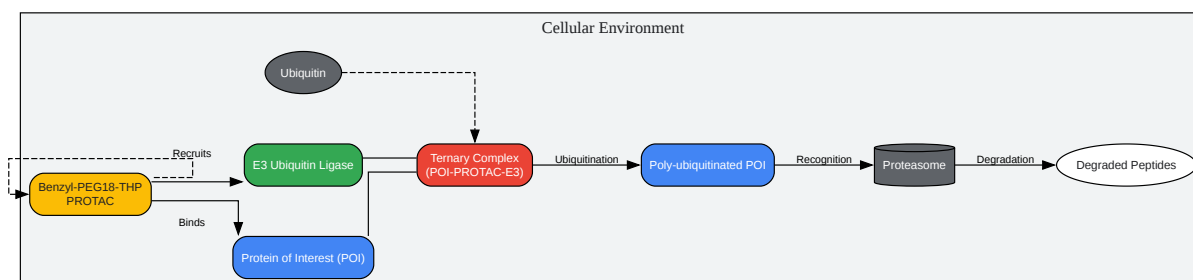 Cellular Environment
Ubiquitin
Recruits
E3 Ubiquitin Ligase
Ternary Complex
(POI-PROTAC-E3)
Ubiquitination
Poly-ubiquitinated POI
Recognition
Proteasome
Degradation
Degraded Peptides
Benzyl-PEG18-THP
PROTAC
Binds
Protein of Interest (POI)